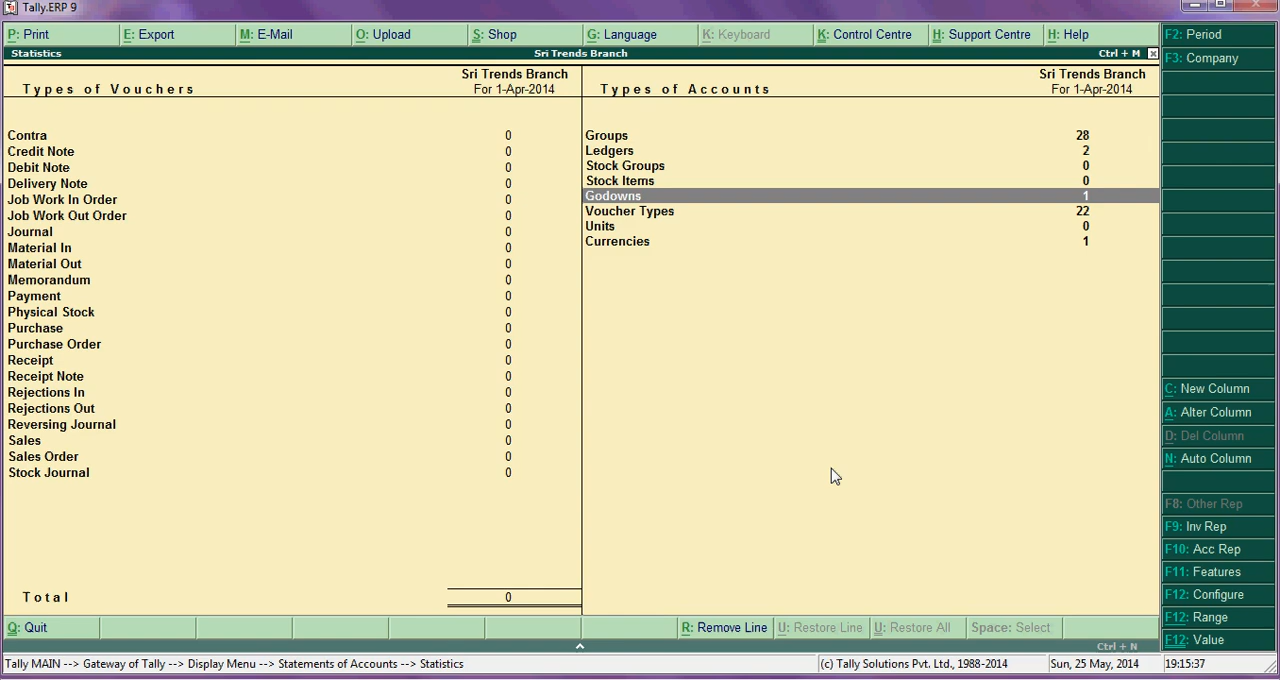 Tally.ERP 9
P: Print E: Export M: E-Mail O: Upload S: Shop G: Language K: Keyboard K: Control Centre H: Support Centre H: Help
Statistics Sri Trends Branch Ctrl + M
Types of Vouchers
Sri Trends Branch
For 1-Apr-2014
Contra 0
Credit Note 0
Debit Note 0
Delivery Note 0
Job Work In Order 0
Job Work Out Order 0
Journal 0
Material In 0
Material Out 0
Memorandum 0
Payment 0
Physical Stock 0
Purchase 0
Purchase Order 0
Receipt 0
Receipt Note 0
Rejections In 0
Rejections Out 0
Reversing Journal 0
Sales 0
Sales Order 0
Stock Journal 0
Total 0
Types of Accounts
Sri Trends Branch
For 1-Apr-2014
Groups 28
Ledgers 2
Stock Groups 0
Stock Items 0
Godowns 1
Voucher Types 22
Units 0
Currencies 1
F2: Period
F3: Company
C: New Column
A: Alter Column
D: Del Column
N: Auto Column
F8: Other Rep
F9: Inv Rep
F10: Acc Rep
F11: Features
F12: Configure
F12: Range
F12: Value
Q: Quit R: Remove Line U: Restore Line U: Restore All Space: Select
Ctrl + N
Tally MAIN --> Gateway of Tally --> Display Menu --> Statements of Accounts --> Statistics (c) Tally Solutions Pvt. Ltd., 1988-2014 Sun, 25 May, 2014 19:15:37